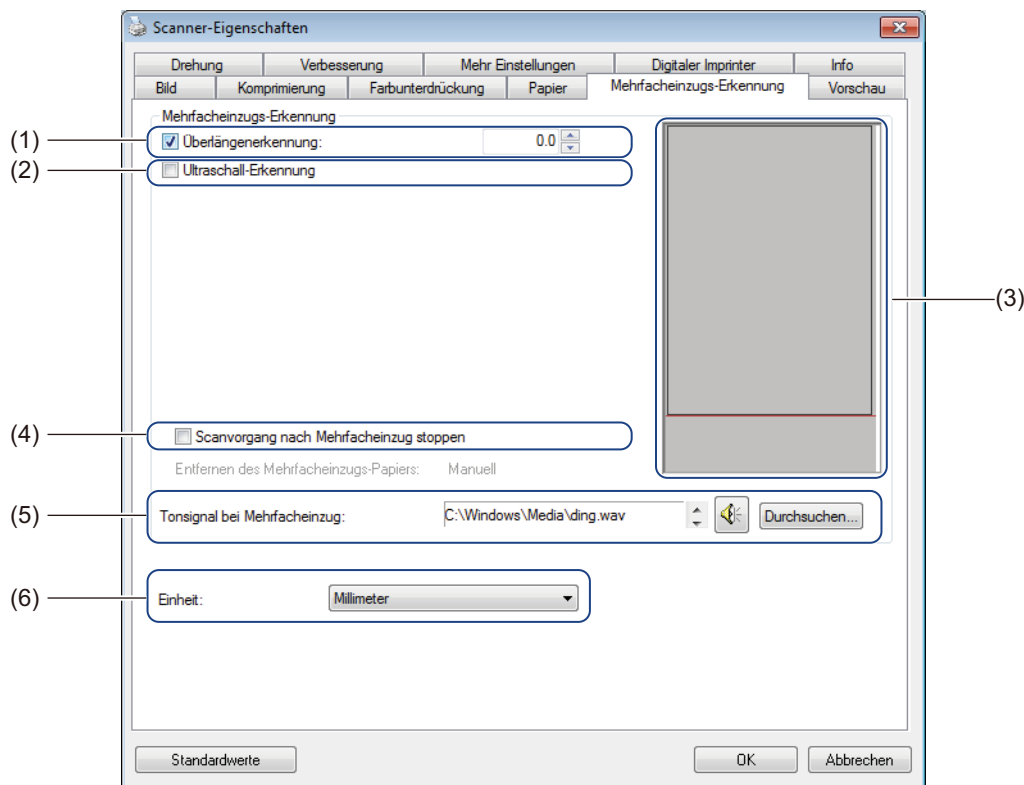 Scanner-Eigenschaften
Drehung Verbesserung Mehr Einstellungen Digitaler Imprinter Info
Bild Komprimierung Farbunterdrückung Papier Mehrfacheinzugs-Erkennung Vorschau
Mehrfacheinzugs-Erkennung
(1) Überlängenerkennung: 0.0
(2) Ultraschall-Erkennung
(3)
(4) Scanvorgang nach Mehrfacheinzug stoppen
Entfernen des Mehrfacheinzugs-Papiers: Manuell
(5) Tonsignal bei Mehrfacheinzug: C:\Windows\Media\ding.wav Durchsuchen...
(6) Einheit: Millimeter
Standardwerte OK Abbrechen